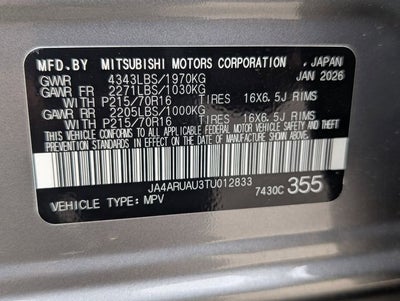 MFD.BY MITSUBISHI MOTORS CORPORATION , JAPAN
GVWR 4343LBS/1970KG JAN 2026
GAWR FR 2271LBS/1030KG
WITH P215/70R16 TIRES 16X6.5J RIMS
GAWR RR 2205LBS/1000KG
WITH P215/70R16 TIRES 16X6.5J RIMS
THIS VEHICLE CONFORMS TO ALL APPLICABLE FEDERAL
MOTOR VEHICLE SAFETY AND THEFT PREVENTION STANDARDS
IN EFFECT ON THE DATE OF MANUFACTURE SHOWN ABOVE.
JA4ARUAU3TU012833
VEHICLE TYPE: MPV 7430C 355